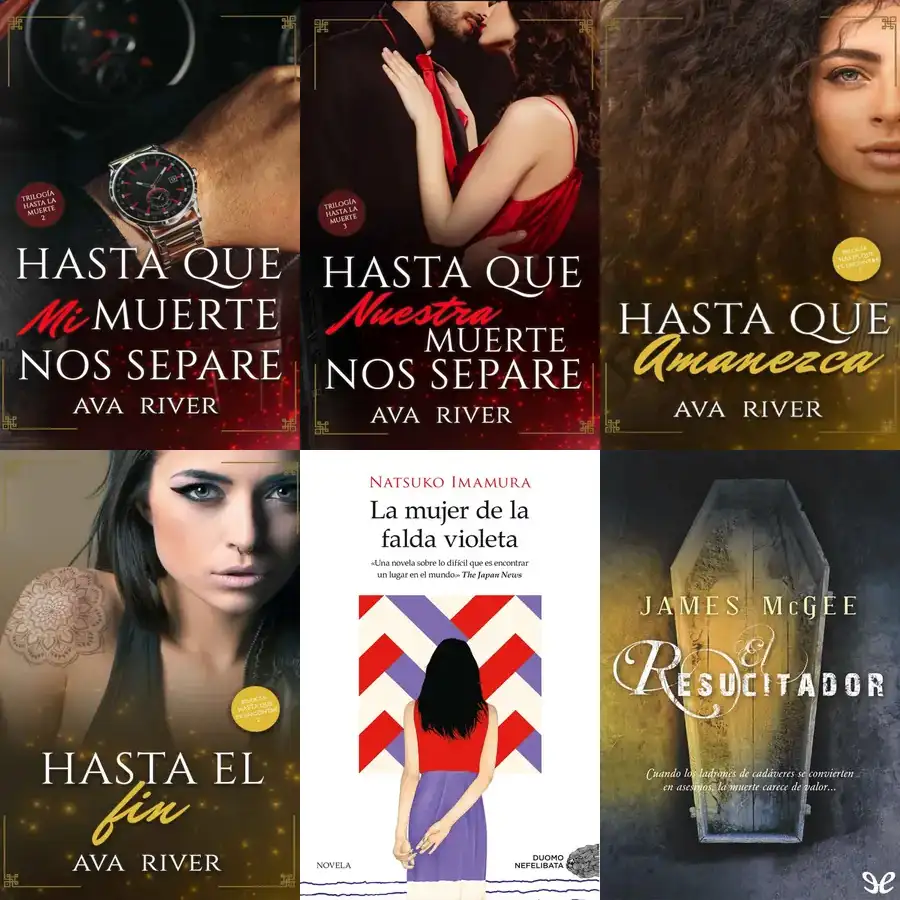 TRILOGÍA
HASTA LA
MUERTE
2
HASTA QUE
Mi MUERTE
NOS SEPARE
AVA RIVER
TRILOGÍA
HASTA LA
MUERTE
3
HASTA QUE
Nuestra
MUERTE
NOS SEPARE
AVA RIVER
HASTA QUE
Amanezca
AVA RIVER
HASTA EL
fin
AVA RIVER
NATSUKO IMAMURA
La mujer de la
falda violeta
«Una novela sobre lo difícil que es encontrar
un lugar en el mundo.» The Japan News
NOVELA
DUOMO
NEFELIBATA
JAMES McGEE
El
RESUCITADOR
Cuando los ladrones de cadáveres se convierten
en asesinos, la muerte carece de valor...